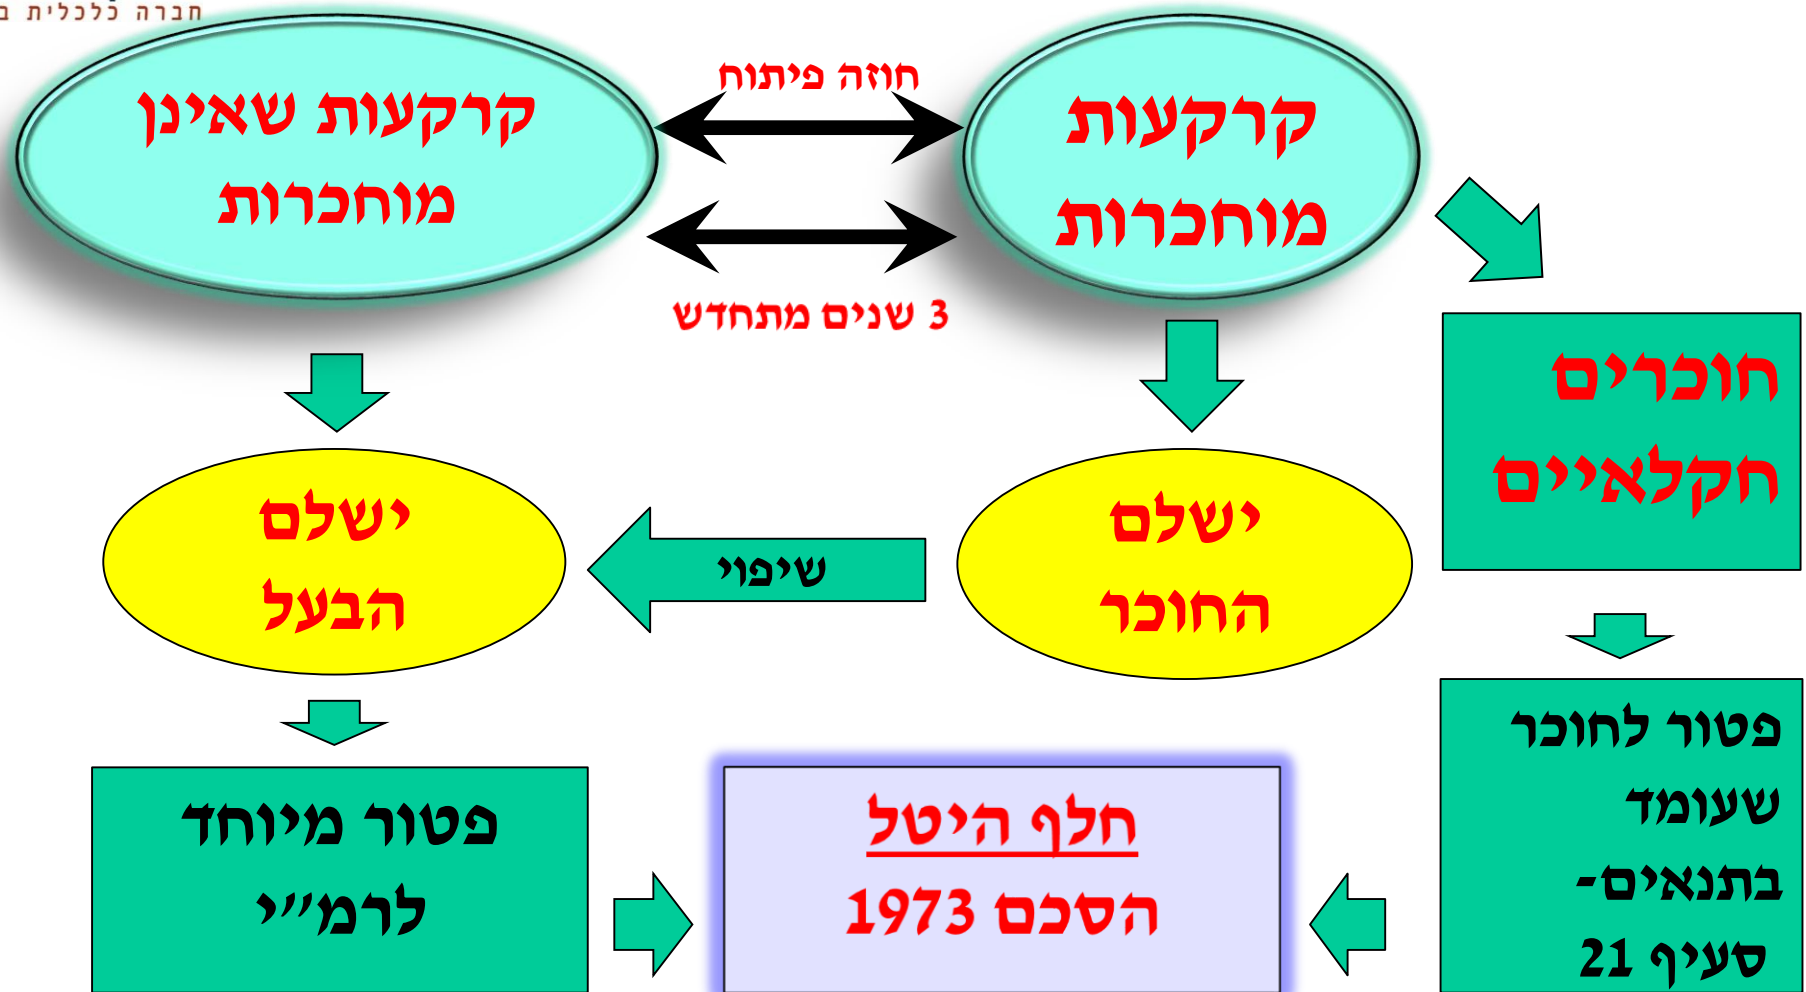 חברה כלכלית
קרקעות
מוחכרות
חוזה פיתוח
3 שנים מתחדש
קרקעות שאינן
מוחכרות
חוכרים
חקלאיים
ישלם
החוכר
שיפוי
ישלם
הבעל
פטור לחוכר
שעומד
בתנאים-
סעיף 21
חלף היטל
הסכם 1973
פטור מיוחד
לרמ״י